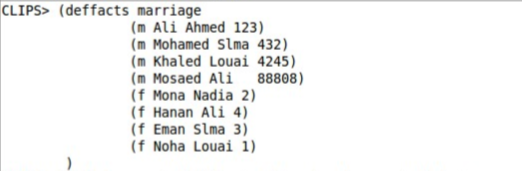 CLIPS> (deffacts marriage
(m Ali Ahmed 123)
(m Mohamed Slma 432)
(m Khaled Louai 4245)
(m Mosaed Ali   88808)
(f Mona Nadia 2)
(f Hanan Ali 4)
(f Eman Slma 3)
(f Noha Louai 1)
)